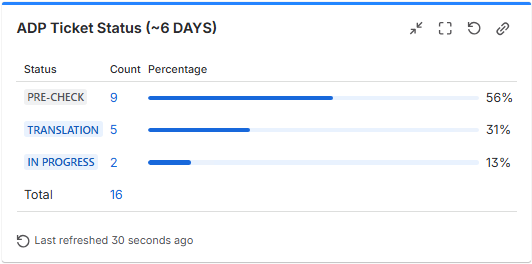 ADP Ticket Status (~6 DAYS)
Status Count Percentage
PRE-CHECK 9 56%
TRANSLATION 5 31%
IN PROGRESS 2 13%
Total 16
Last refreshed 30 seconds ago